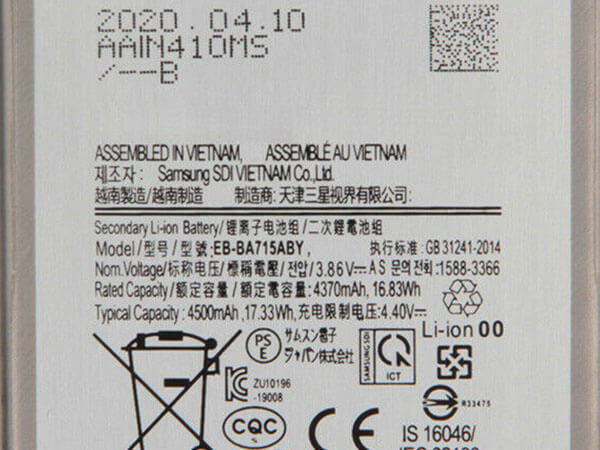 2020.04.10
AAIN410MS
/--B
ASSEMBLED IN VIETNAM, ASSEMBLÉ AU VIETNAM
제조자: Samsung SDI VIETNAM Co.,Ltd.
越南製造/越南制造 制造商: 天津三星视界有限公司:
Secondary Li-ion Battery/锂离子电池组/二次鋰電池組
Model/型号/型號:EB-BA715ABY, 执行标准:GB 31241-2014
Nom.Voltage/标称电压/標稱電壓/전압/3.86V⎓ A S 문의 전화:1588-3366
Rated Capacity/额定容量/額定電容量/4370mAh, 16.83Wh
Typical Capacity: 4500mAh,17.33Wh,充电限制电压:4.40V⎓
Li-ion 00
PSE
サムスン電子
ジャパン株式会社
SAMSUNG SDI
ICT
ZU10196
-19008
R33475
CQC
CE
IS 16046/